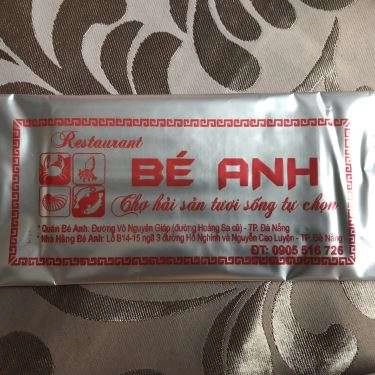 Restaurant
BÉ ANH
Chợ hải sản tươi sống tự chọn
* Quán Bé Anh: Đường Võ Nguyên Giáp (đường Hoàng Sa cũ) - TP. Đà Nẵng
* Nhà Hàng Bé Anh: Lô B14-15 ngã 3 đường Hồ Nghinh và Nguyễn Cao Luyện - TP. Đà Nẵng
ĐT: 0905 516 726